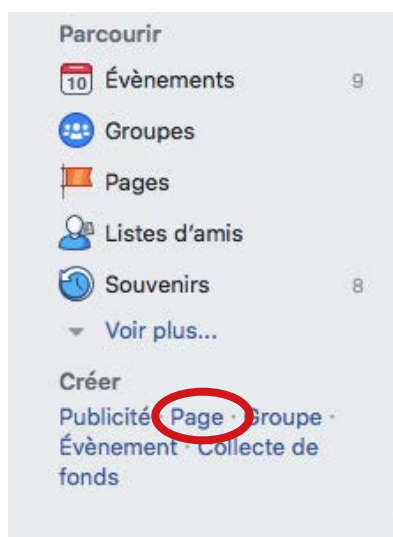 Parcourir
10 Évènements 9
Groupes
Pages
Listes d'amis
Souvenirs 8
Voir plus...
Créer
Publicité · Page · Groupe ·
Évènement · Collecte de
fonds